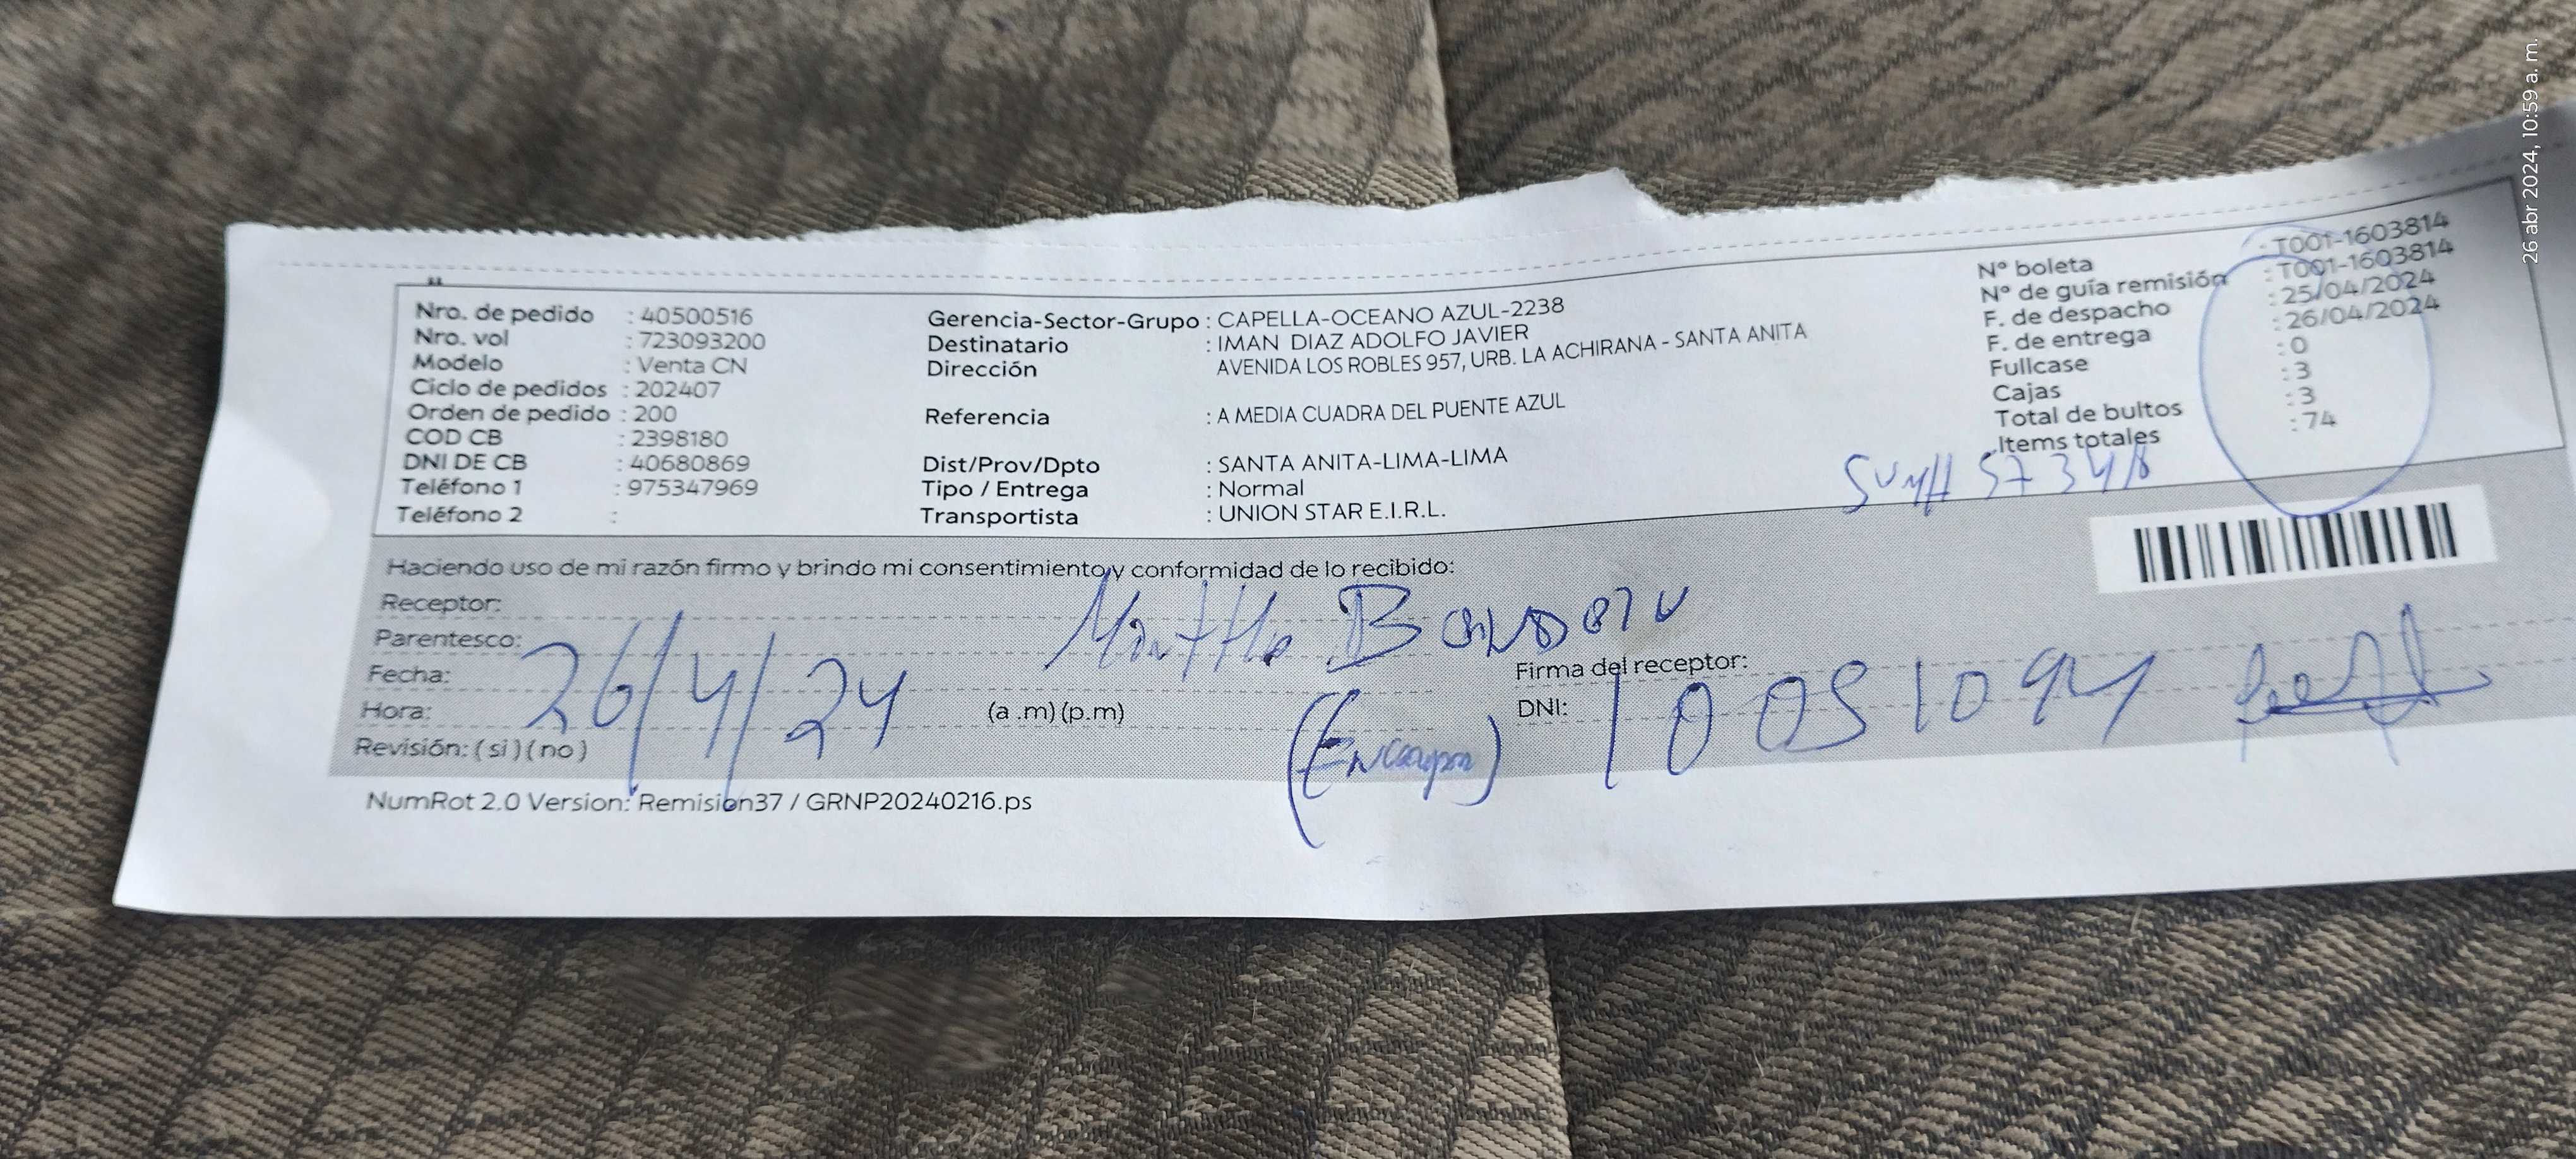 Nro. de pedido : 40500516
Nro. vol : 723093200
Modelo : Venta CN
Ciclo de pedidos : 202407
Orden de pedido : 200
COD CB : 2398180
DNI DE CB : 40680869
Teléfono 1 : 975347969
Teléfono 2 :
Gerencia-Sector-Grupo : CAPELLA-OCEANO AZUL-2238
Destinatario : IMAN DIAZ ADOLFO JAVIER
Dirección AVENIDA LOS ROBLES 957, URB. LA ACHIRANA - SANTA ANITA
Referencia : A MEDIA CUADRA DEL PUENTE AZUL
Dist/Prov/Dpto : SANTA ANITA-LIMA-LIMA
Tipo / Entrega : Normal
Transportista : UNION STAR E.I.R.L.
N° boleta : T001-1603814
N° de guía remisión : T001-1603814
F. de despacho : 25/04/2024
F. de entrega : 26/04/2024
Fullcase : 0
Cajas : 3
Total de bultos : 3
Items totales : 74
Haciendo uso de mi razón firmo y brindo mi consentimiento y conformidad de lo recibido:
Receptor:
Parentesco:
Fecha: 26/4/24
Hora: (a .m) (p.m)
Revisión: ( si ) ( no )
Firma del receptor:
DNI:
NumRot 2.0 Version: Remision37 / GRNP20240216.ps
26 abr 2024, 10:59 a. m.